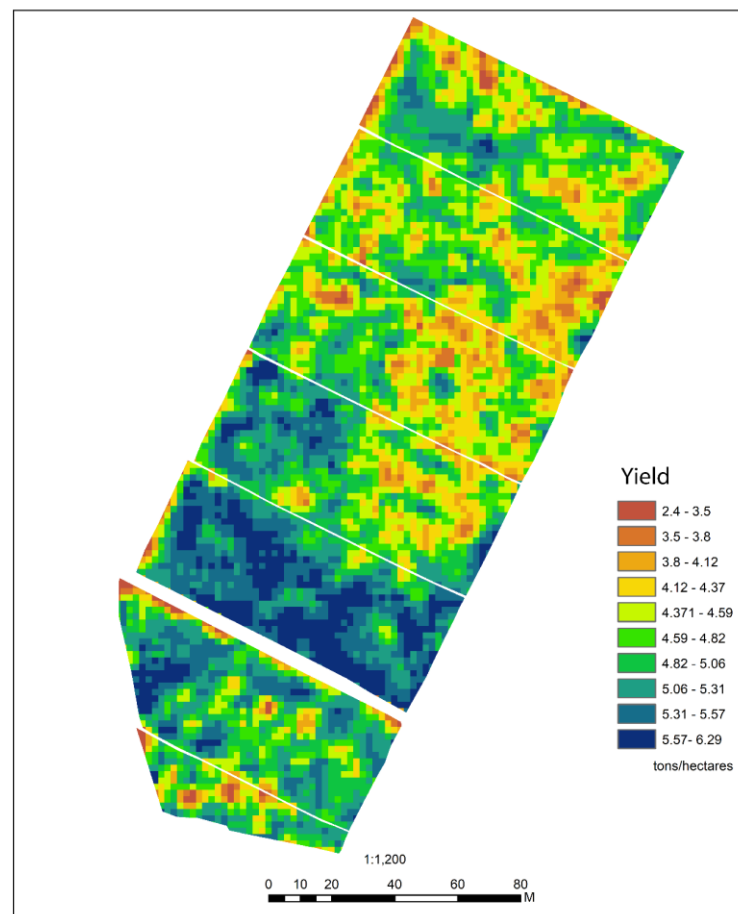 Yield
2.4 - 3.5
3.5 - 3.8
3.8 - 4.12
4.12 - 4.37
4.371 - 4.59
4.59 - 4.82
4.82 - 5.06
5.06 - 5.31
5.31 - 5.57
5.57- 6.29
tons/hectares
1:1,200
0 10 20 40 60 80
M